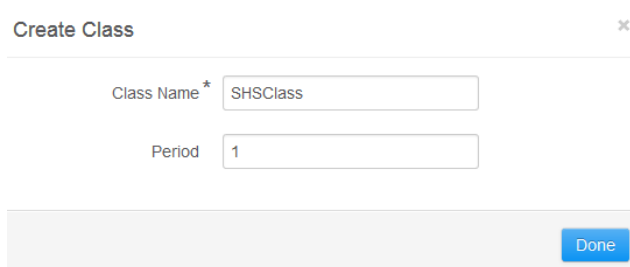 Create Class ×
Class Name * SHSClass
Period 1
Done